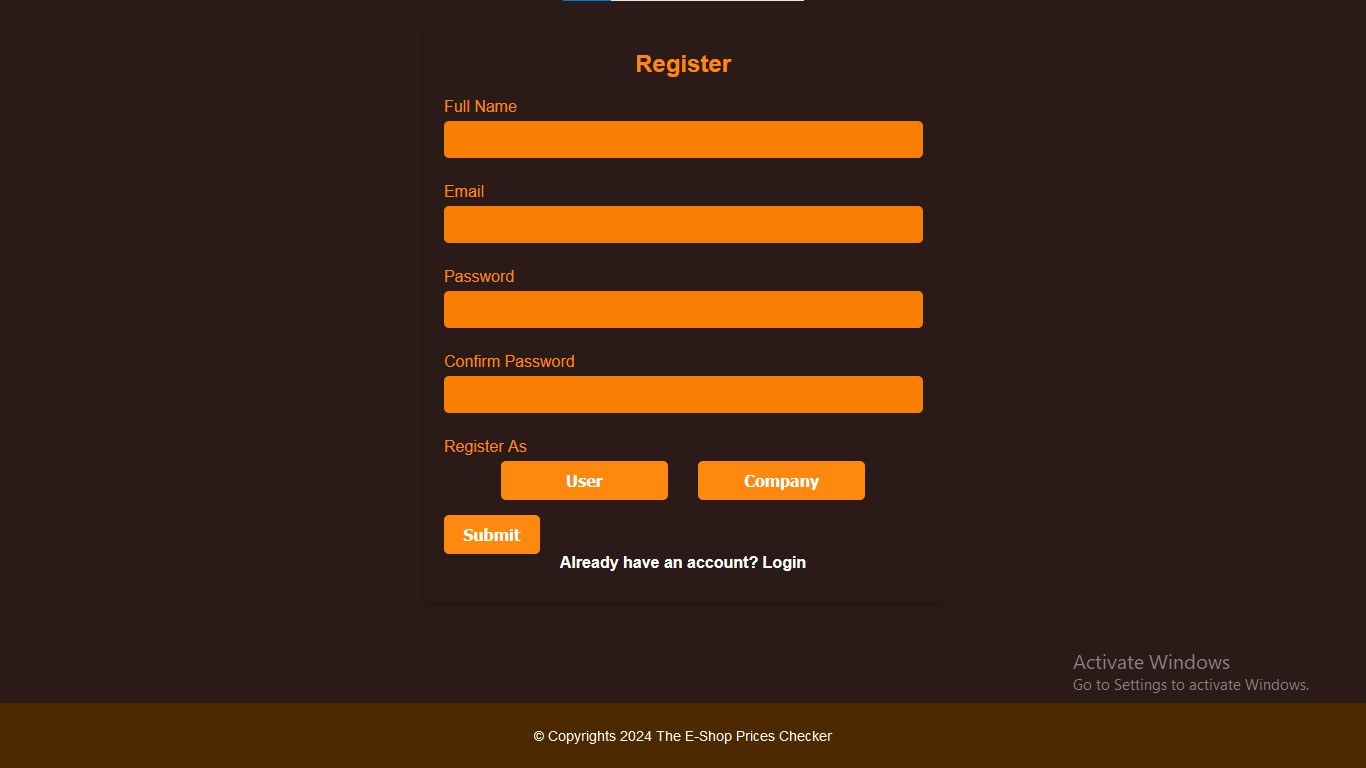 Register
Full Name
Email
Password
Confirm Password
Register As
User Company
Submit
Already have an account? Login
Activate Windows
Go to Settings to activate Windows.
© Copyrights 2024 The E-Shop Prices Checker